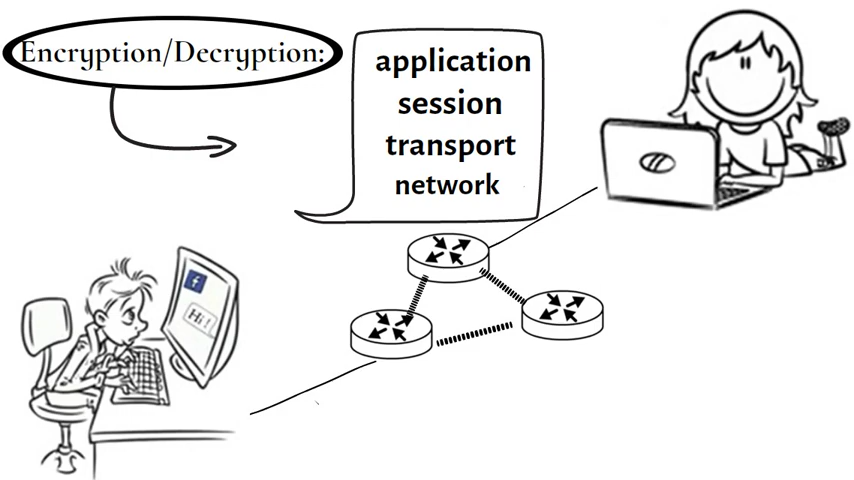 Encryption/Decryption:
application
session
transport
network
f
Hi!